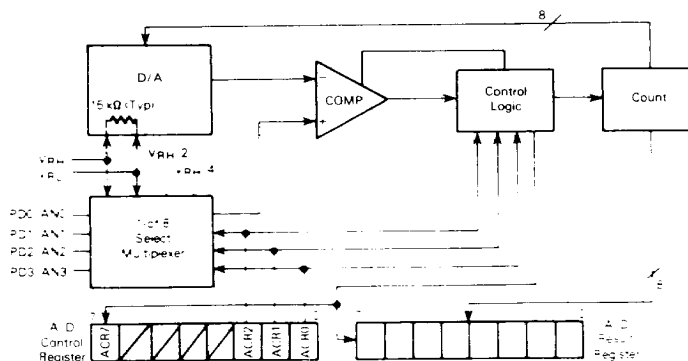 8
D/A
15 kΩ (Typ)
COMP
−
+
Control
Logic
Count
VRH
VRH 2
VRH 4
PD0 AN0
PD1 AN1
PD2 AN2
PD3 AN3
Select
Multiplexer
8
A D
Control
Register
ACR7
ACR2
ACR1
ACR0
A D
Result
Register